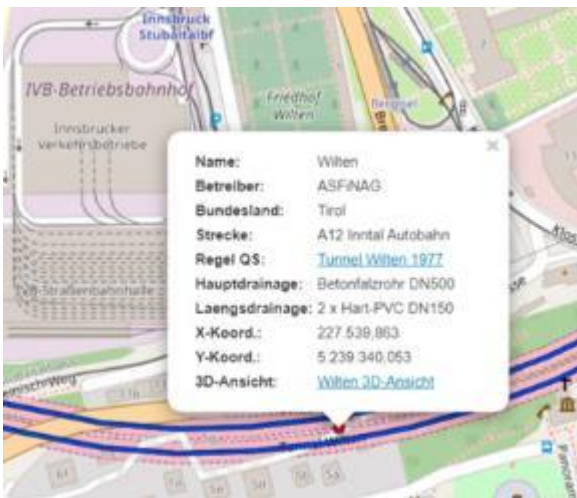 Innsbruck
Stubaitalbf
IVB-Betriebsbahnhof
Innsbrucker
Verkehrsbetriebe
Friedhof
Wilten
Bergisel
Name: Wilten
Betreiber: ASFiNAG
Bundesland: Tirol
Strecke: A12 Inntal Autobahn
Regel QS: Tunnel Wilten 1977
Hauptdrainage: Betonfalzrohr DN500
Laengsdrainage: 2 x Hart-PVC DN150
X-Koord.: 227.539,863
Y-Koord.: 5.239.340,053
3D-Ansicht: Wilten 3D-Ansicht